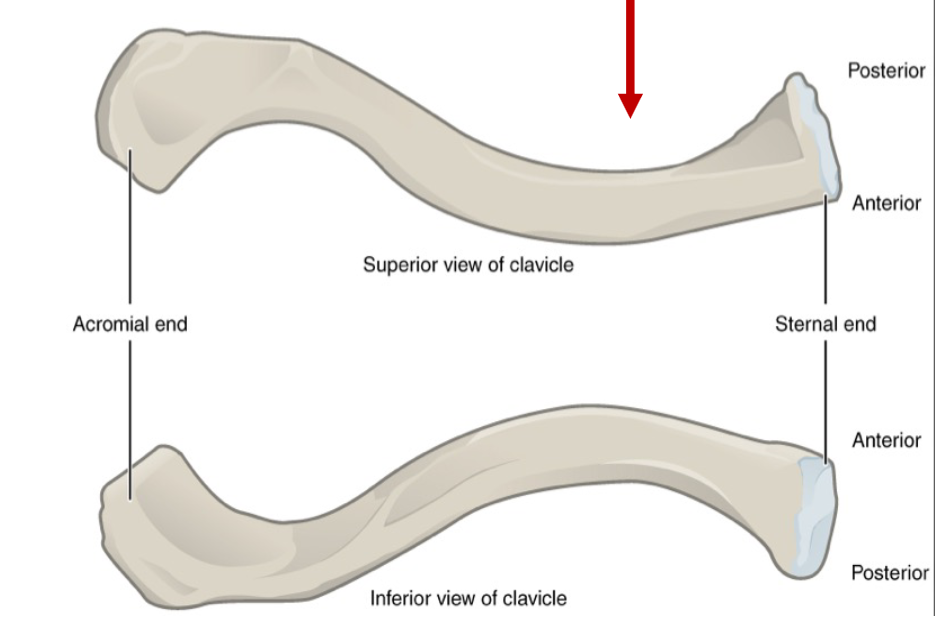 Posterior
Anterior
Superior view of clavicle
Acromial end
Sternal end
Anterior
Posterior
Inferior view of clavicle